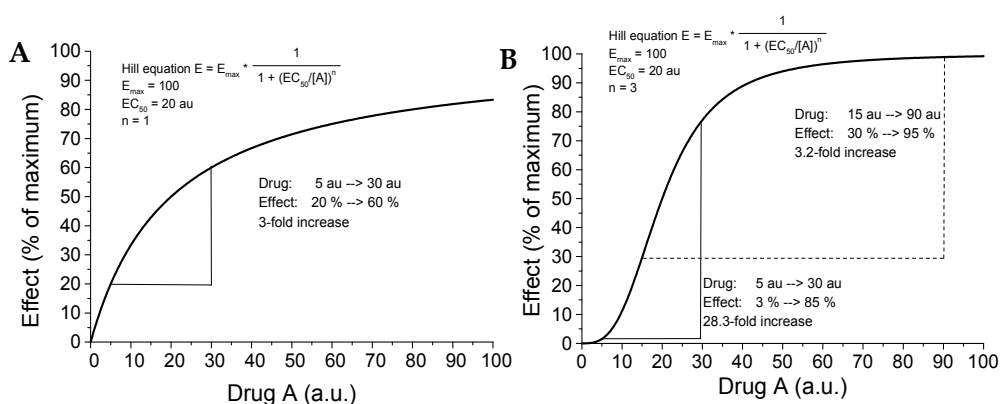 A
Hill equation E = Emax * 1 / 1 + (EC50/[A])^n
Emax = 100
EC50 = 20 au
n = 1
Effect (% of maximum)
100
90
80
70
60
50
40
30
20
10
0
Drug: 5 au --> 30 au
Effect: 20 % --> 60 %
3-fold increase
0 10 20 30 40 50 60 70 80 90 100
Drug A (a.u.)
B
Hill equation E = Emax * 1 / 1 + (EC50/[A])^n
Emax = 100
EC50 = 20 au
n = 3
Effect (% of maximum)
100
90
80
70
60
50
40
30
20
10
0
Drug: 15 au --> 90 au
Effect: 30 % --> 95 %
3.2-fold increase
Drug: 5 au --> 30 au
Effect: 3 % --> 85 %
28.3-fold increase
0 10 20 30 40 50 60 70 80 90 100
Drug A (a.u.)